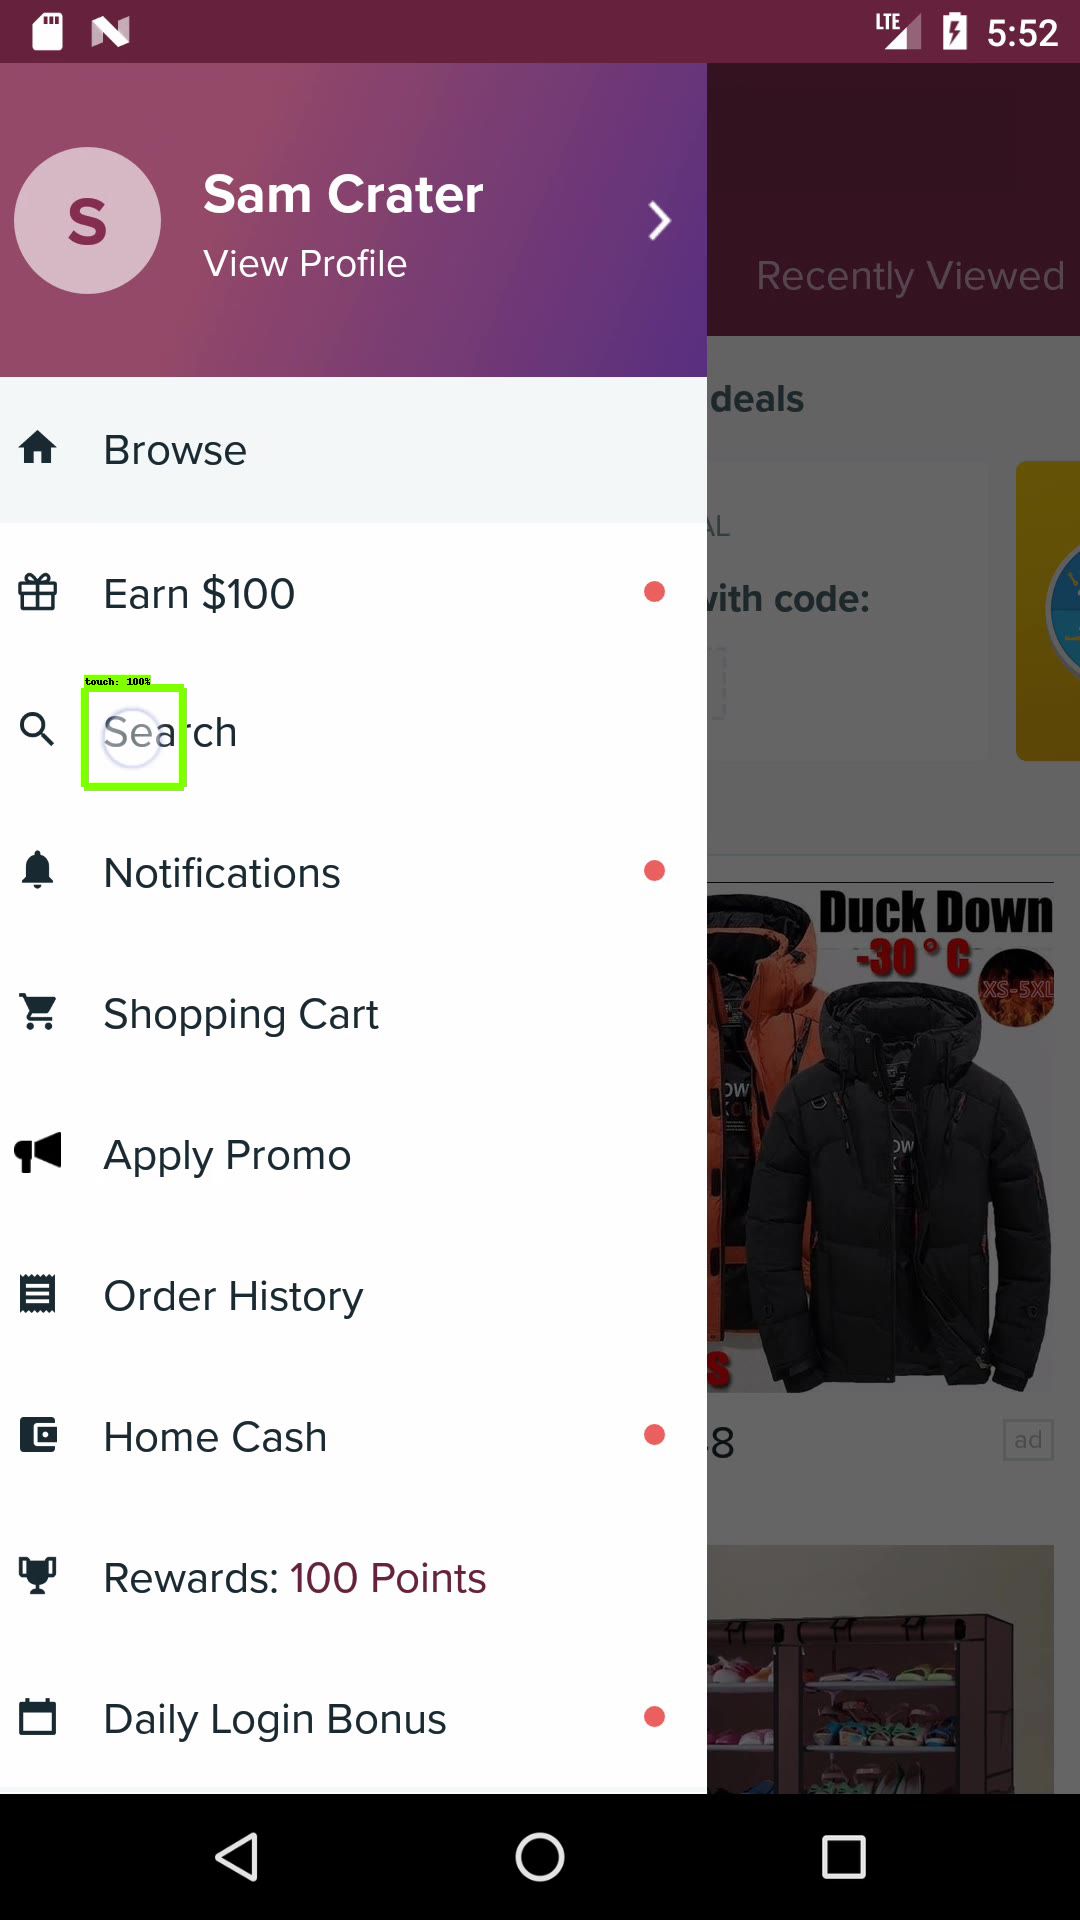 LTE 5:52
S
Sam Crater
View Profile
Recently Viewed
deals
Browse
AL
with code:
Earn $100
touch: 100%
Search
Notifications
Duck Down
-30°C
XS-5XL
Shopping Cart
Apply Promo
Order History
S
Home Cash
8
ad
Rewards: 100 Points
Daily Login Bonus